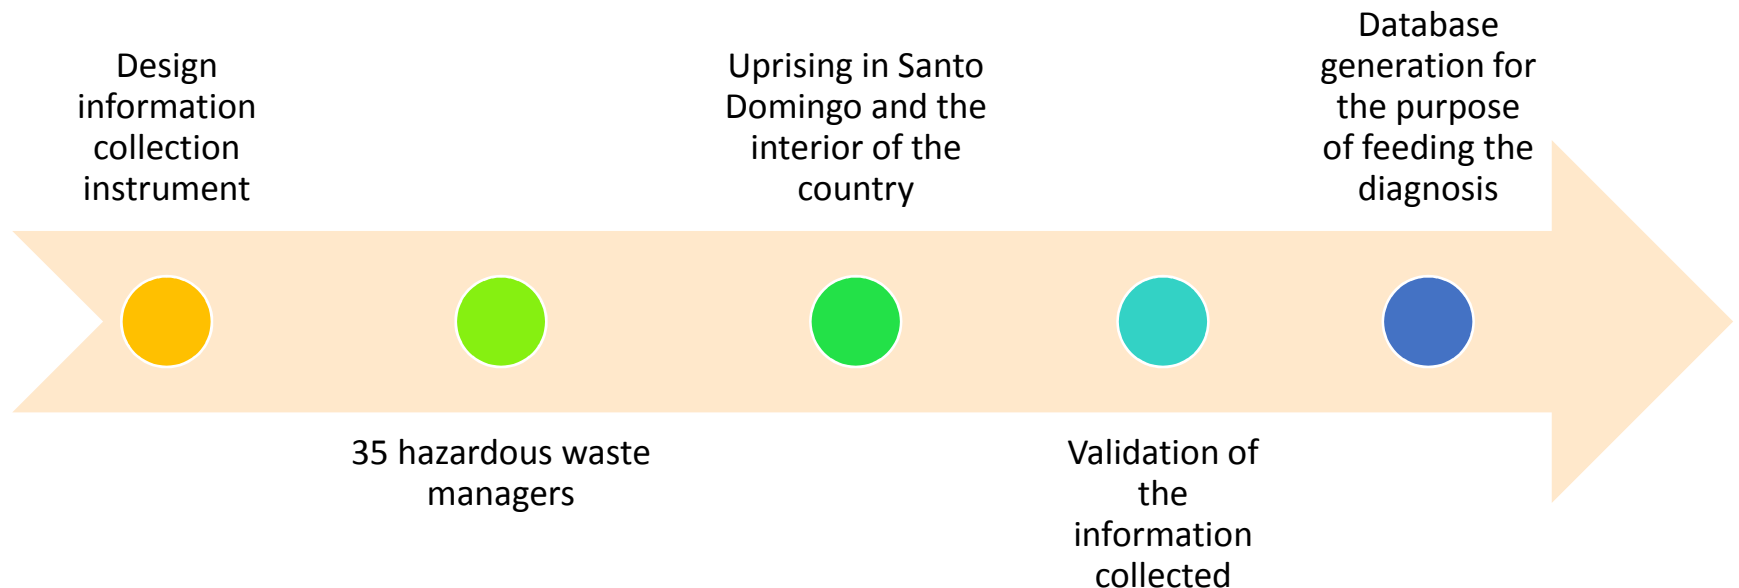 Design
information
collection
instrument
35 hazardous waste
managers
Uprising in Santo
Domingo and the
interior of the
country
Validation of
the
information
collected
Database
generation for
the purpose
of feeding the
diagnosis